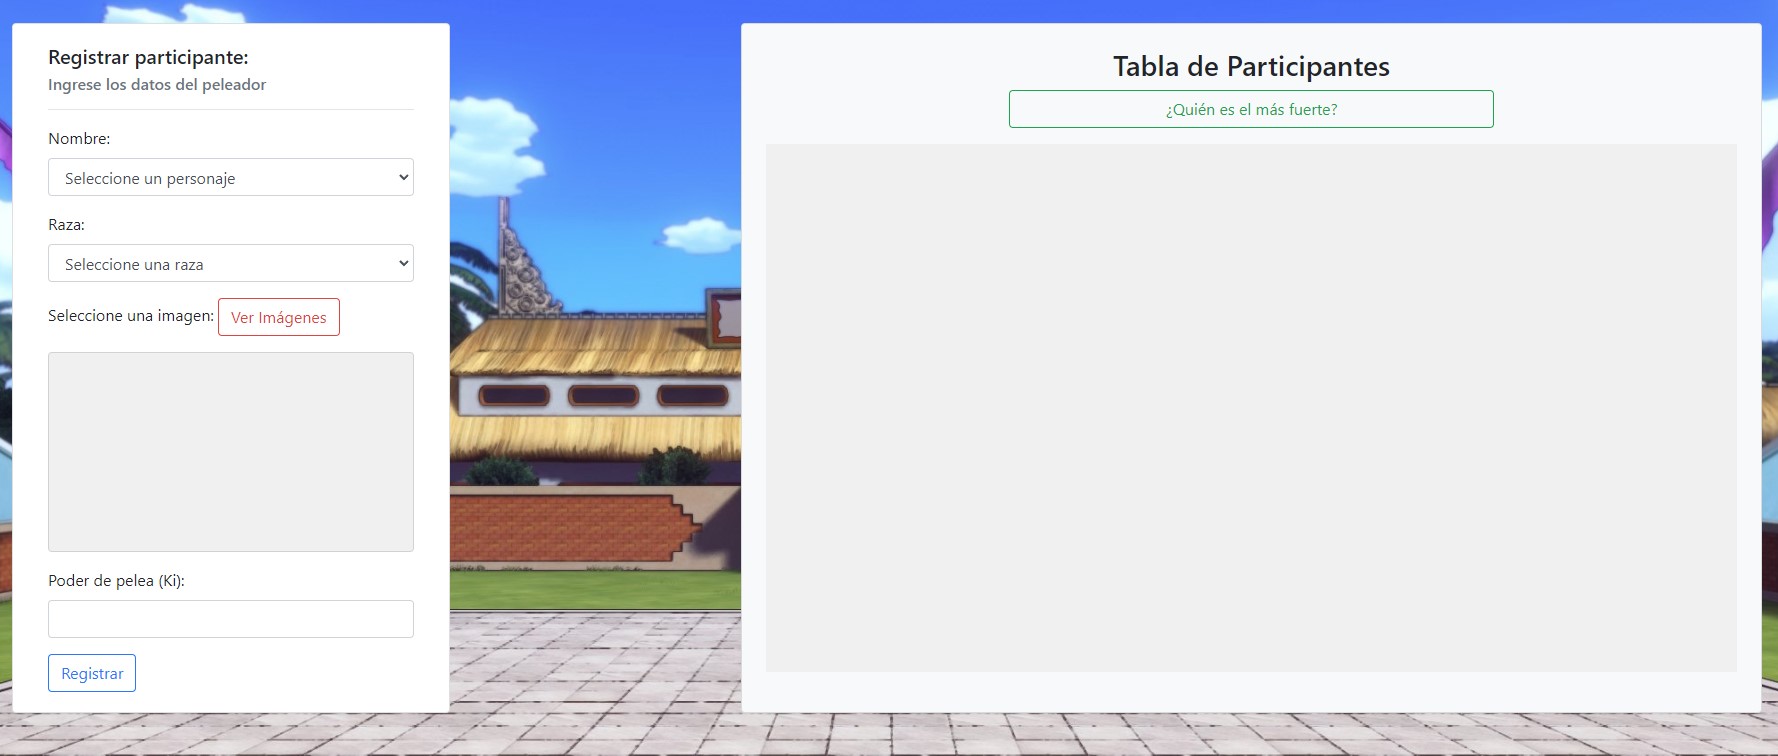 Registrar participante:
Ingrese los datos del peleador
Nombre:
Seleccione un personaje
Raza:
Seleccione una raza
Seleccione una imagen: Ver Imágenes
Poder de pelea (Ki):
Registrar
Tabla de Participantes
¿Quién es el más fuerte?